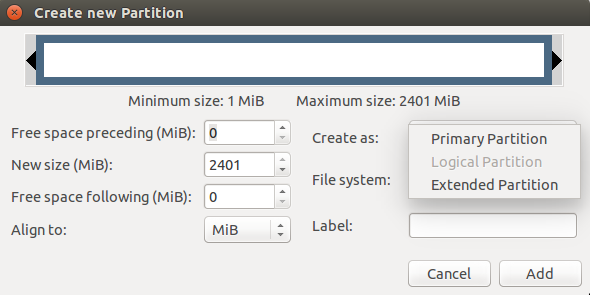 Create new Partition
Minimum size: 1 MiB Maximum size: 2401 MiB
Free space preceding (MiB): 0
New size (MiB): 2401
Free space following (MiB): 0
Align to: MiB
Create as:
Primary Partition
Logical Partition
Extended Partition
File system:
Label:
Cancel Add